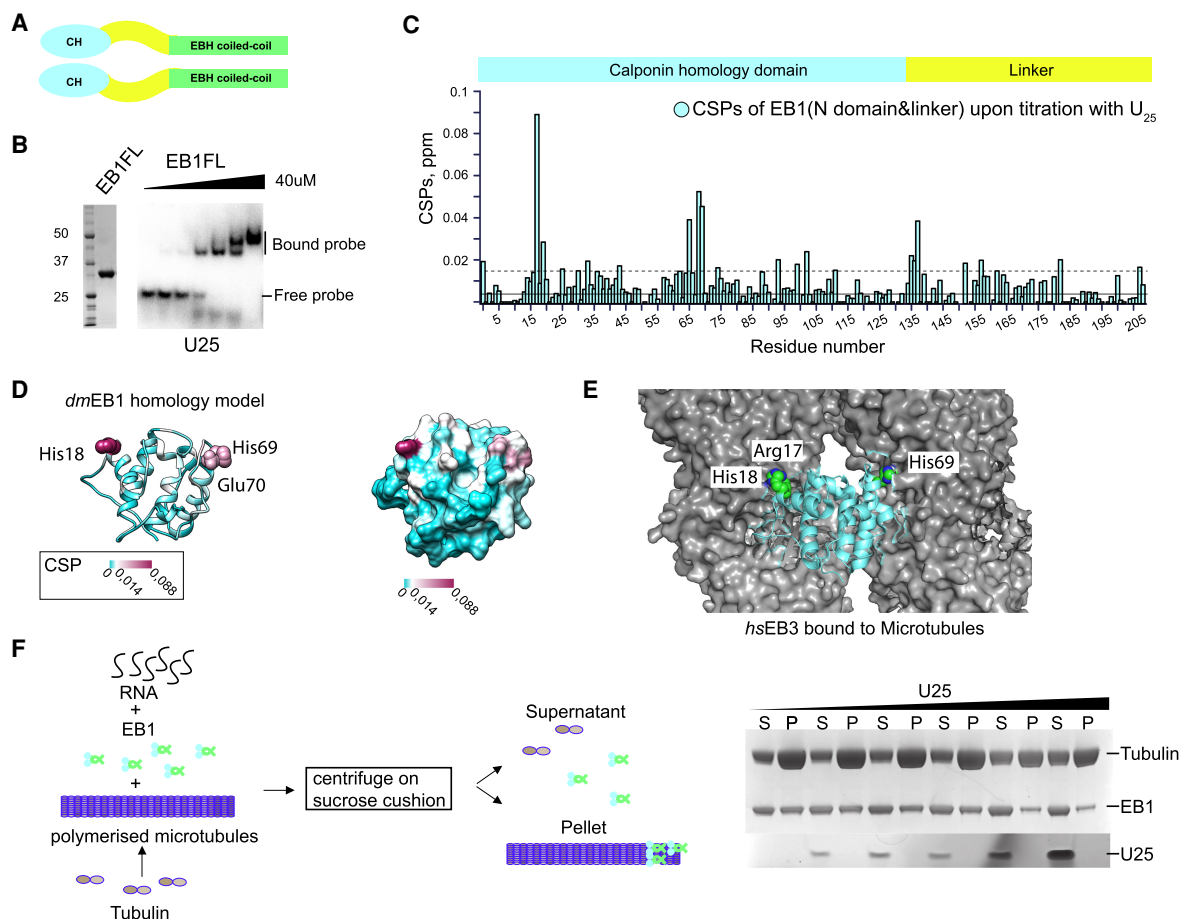 A
CH
EBH coiled-coil
CH
EBH coiled-coil
B
EB1FL
EB1FL
40uM
50
37
25
Bound probe
Free probe
U25
C
Calponin homology domain
Linker
CSPs of EB1(N domain&linker) upon titration with U25
CSPs, ppm
0.1
0.08
0.06
0.04
0.02
5
15
25
35
45
55
65
75
85
95
105
115
125
135
145
155
165
175
185
195
205
Residue number
D
dmEB1 homology model
His18
His69
Glu70
CSP
0
0,014
0,088
0
0,014
0,088
E
Arg17
His18
His69
hsEB3 bound to Microtubules
F
RNA
+
EB1
+
polymerised microtubules
Tubulin
centrifuge on
sucrose cushion
Supernatant
Pellet
U25
S P S P S P S P S P S P
Tubulin
EB1
U25